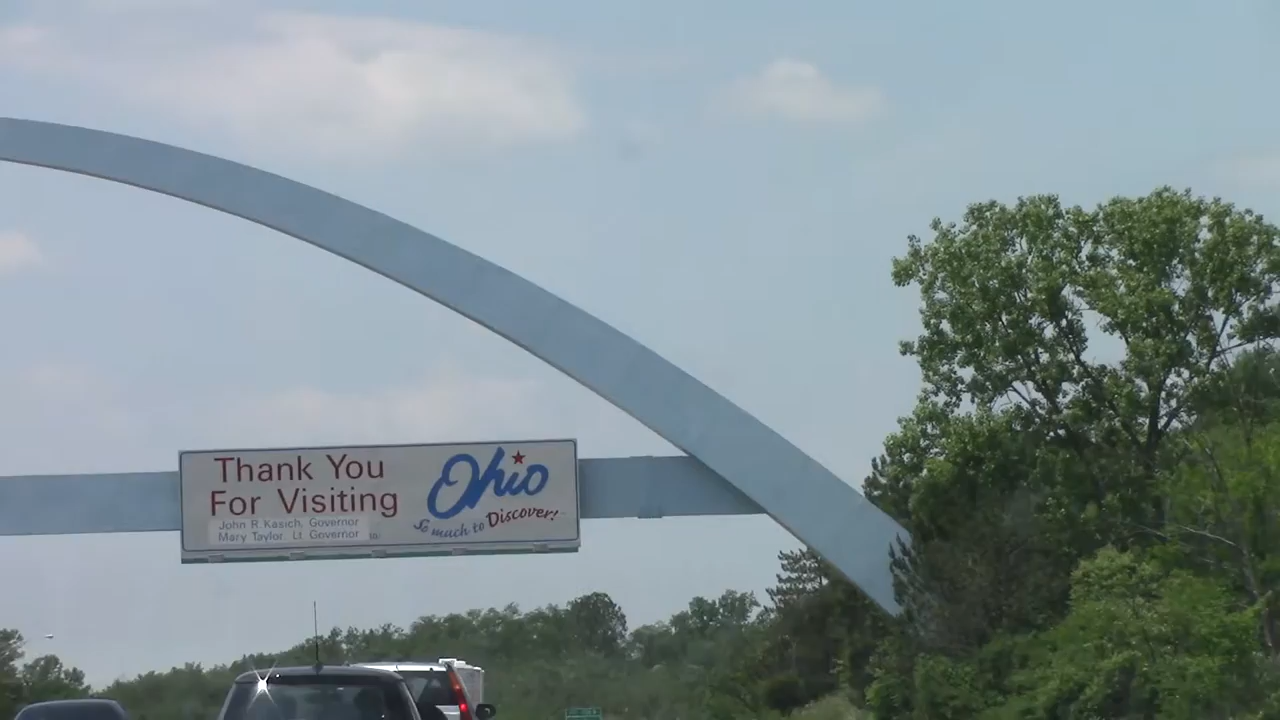 Thank You
For Visiting
John R. Kasich, Governor
Mary Taylor, Lt. Governor
Ohio
So much to Discover!